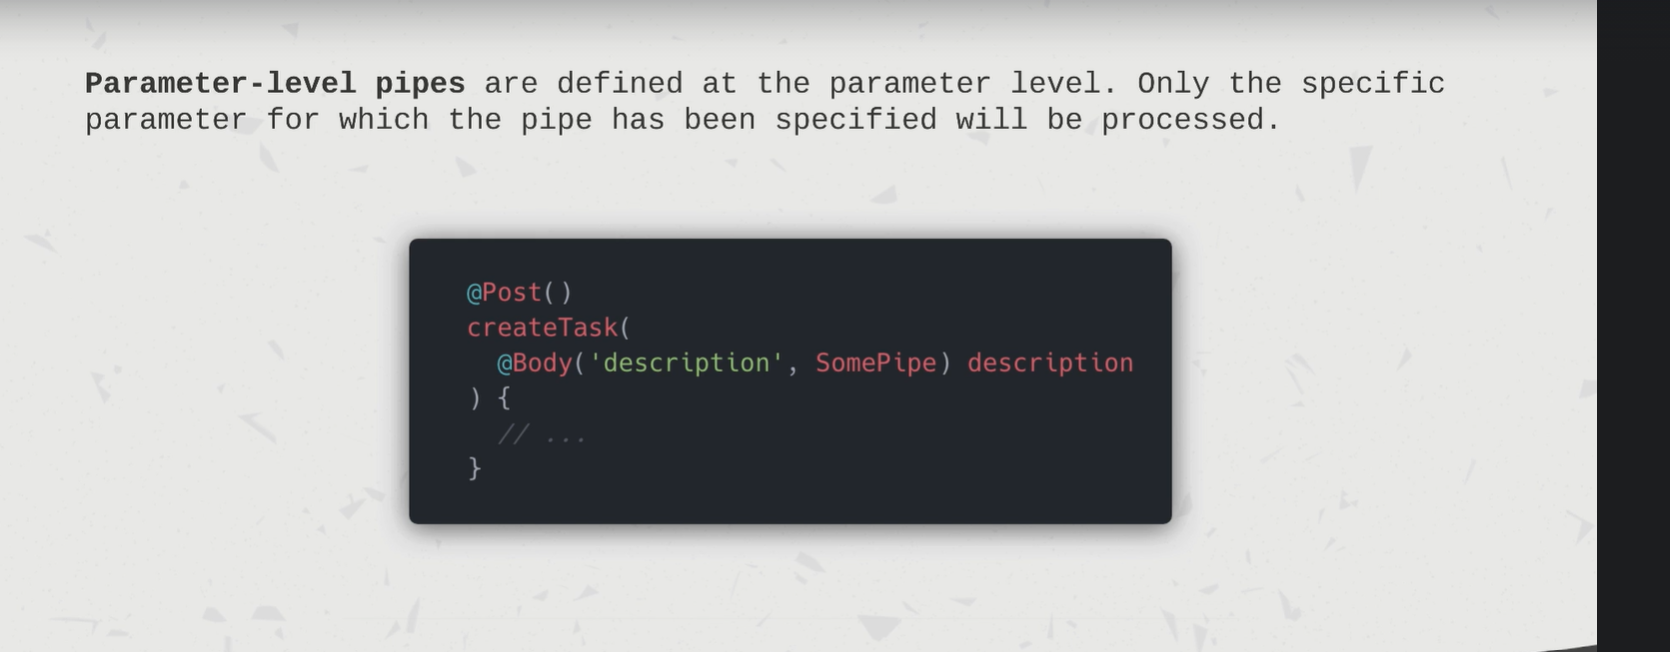 Parameter-level pipes are defined at the parameter level. Only the specific
parameter for which the pipe has been specified will be processed.
@Post()
createTask(
  @Body('description', SomePipe) description
) {
  // ...
}